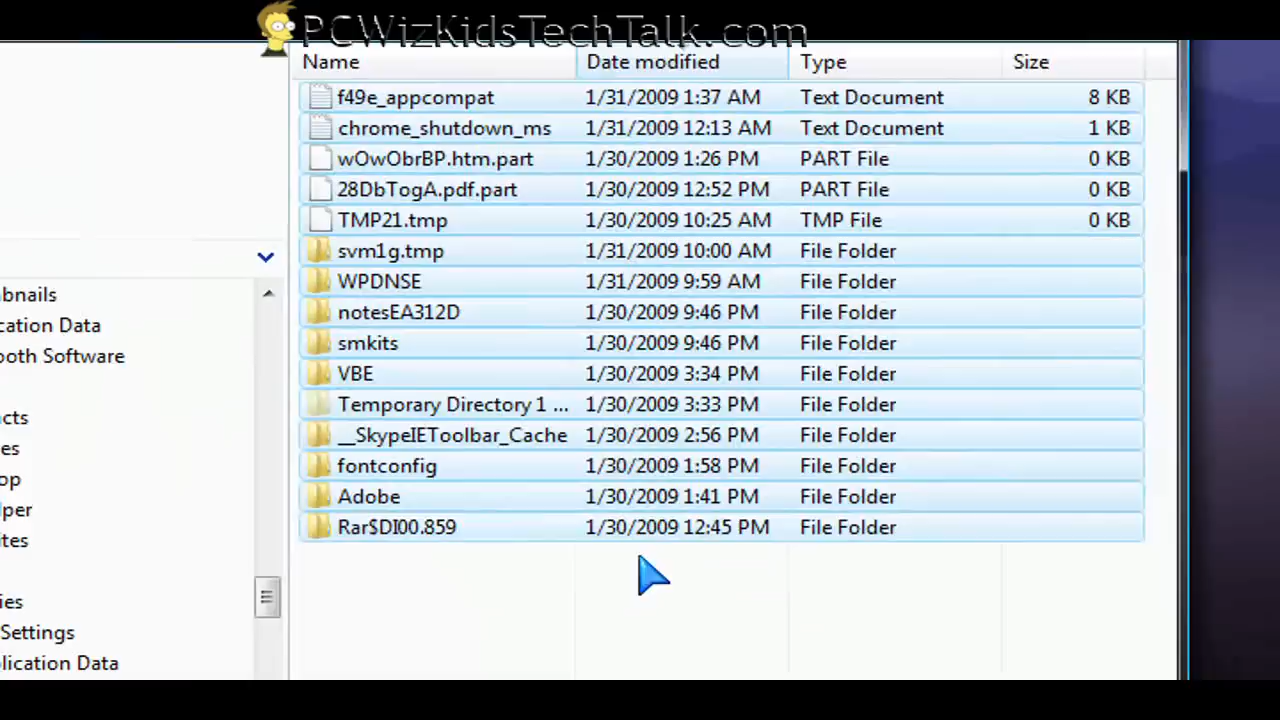 PCWizKidsTechTalk.com
Name Date modified Type Size
f49e_appcompat 1/31/2009 1:37 AM Text Document 8 KB
chrome_shutdown_ms 1/31/2009 12:13 AM Text Document 1 KB
wOwObrBP.htm.part 1/30/2009 1:26 PM PART File 0 KB
28DbTogA.pdf.part 1/30/2009 12:52 PM PART File 0 KB
TMP21.tmp 1/30/2009 10:25 AM TMP File 0 KB
svm1g.tmp 1/31/2009 10:00 AM File Folder
WPDNSE 1/31/2009 9:59 AM File Folder
notesEA312D 1/30/2009 9:46 PM File Folder
smkits 1/30/2009 9:46 PM File Folder
VBE 1/30/2009 3:34 PM File Folder
Temporary Directory 1 ... 1/30/2009 3:33 PM File Folder
__SkypeIEToolbar_Cache 1/30/2009 2:56 PM File Folder
fontconfig 1/30/2009 1:58 PM File Folder
Adobe 1/30/2009 1:41 PM File Folder
Rar$DI00.859 1/30/2009 12:45 PM File Folder
bnails
cation Data
ooth Software
cts
es
op
lper
ites
ies
Settings
plication Data